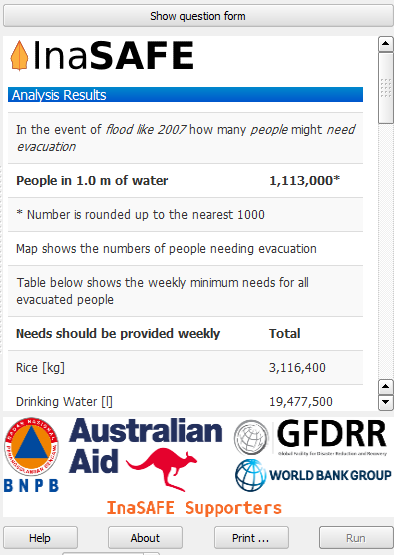 Show question form
InaSAFE
Analysis Results
In the event of flood like 2007 how many people might need
evacuation
People in 1.0 m of water 1,113,000*
* Number is rounded up to the nearest 1000
Map shows the numbers of people needing evacuation
Table below shows the weekly minimum needs for all
evacuated people
Needs should be provided weekly Total
Rice [kg] 3,116,400
Drinking Water [l] 19,477,500
BADAN NASIONAL
PENANGGULANGAN BENCANA
BNPB
Australian
Aid
GFDRR
Global Facility for Disaster Reduction and Recovery
WORLD BANK GROUP
InaSAFE Supporters
Help About Print ... Run